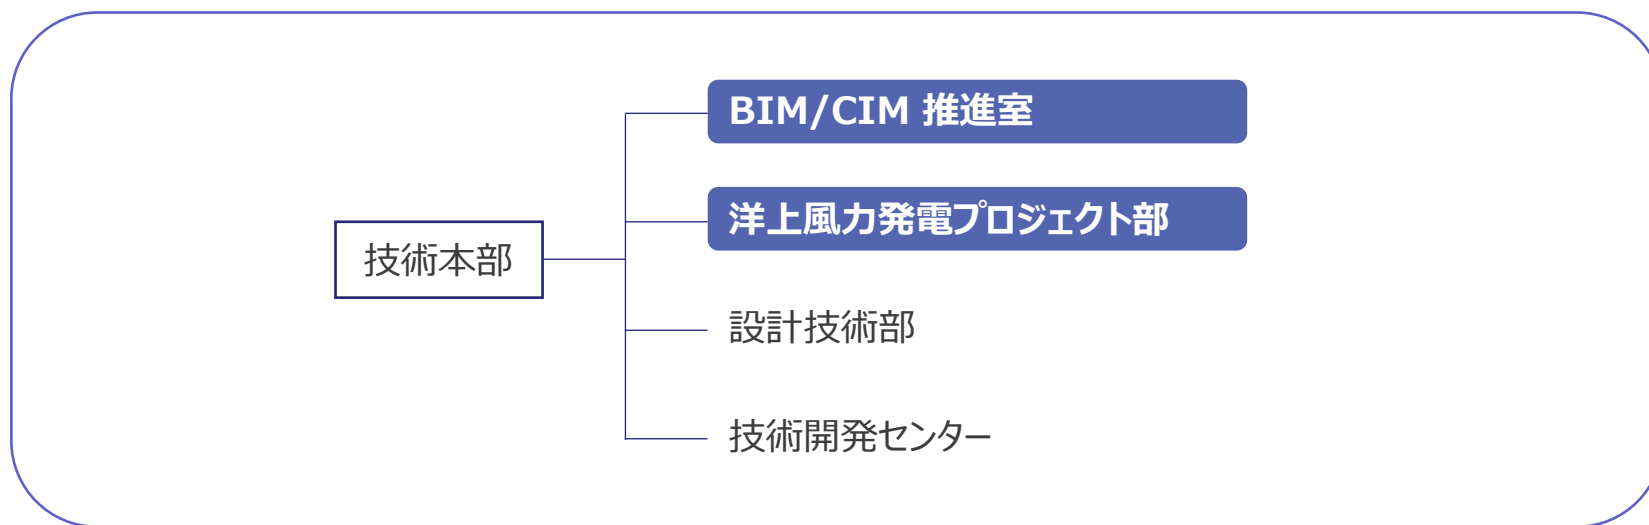 BIM/CIM 推進室
洋上風力発電プロジェクト部
技術本部
設計技術部
技術開発センター